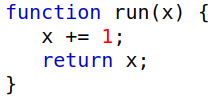 function run(x) {
   x += 1;
   return x;
}